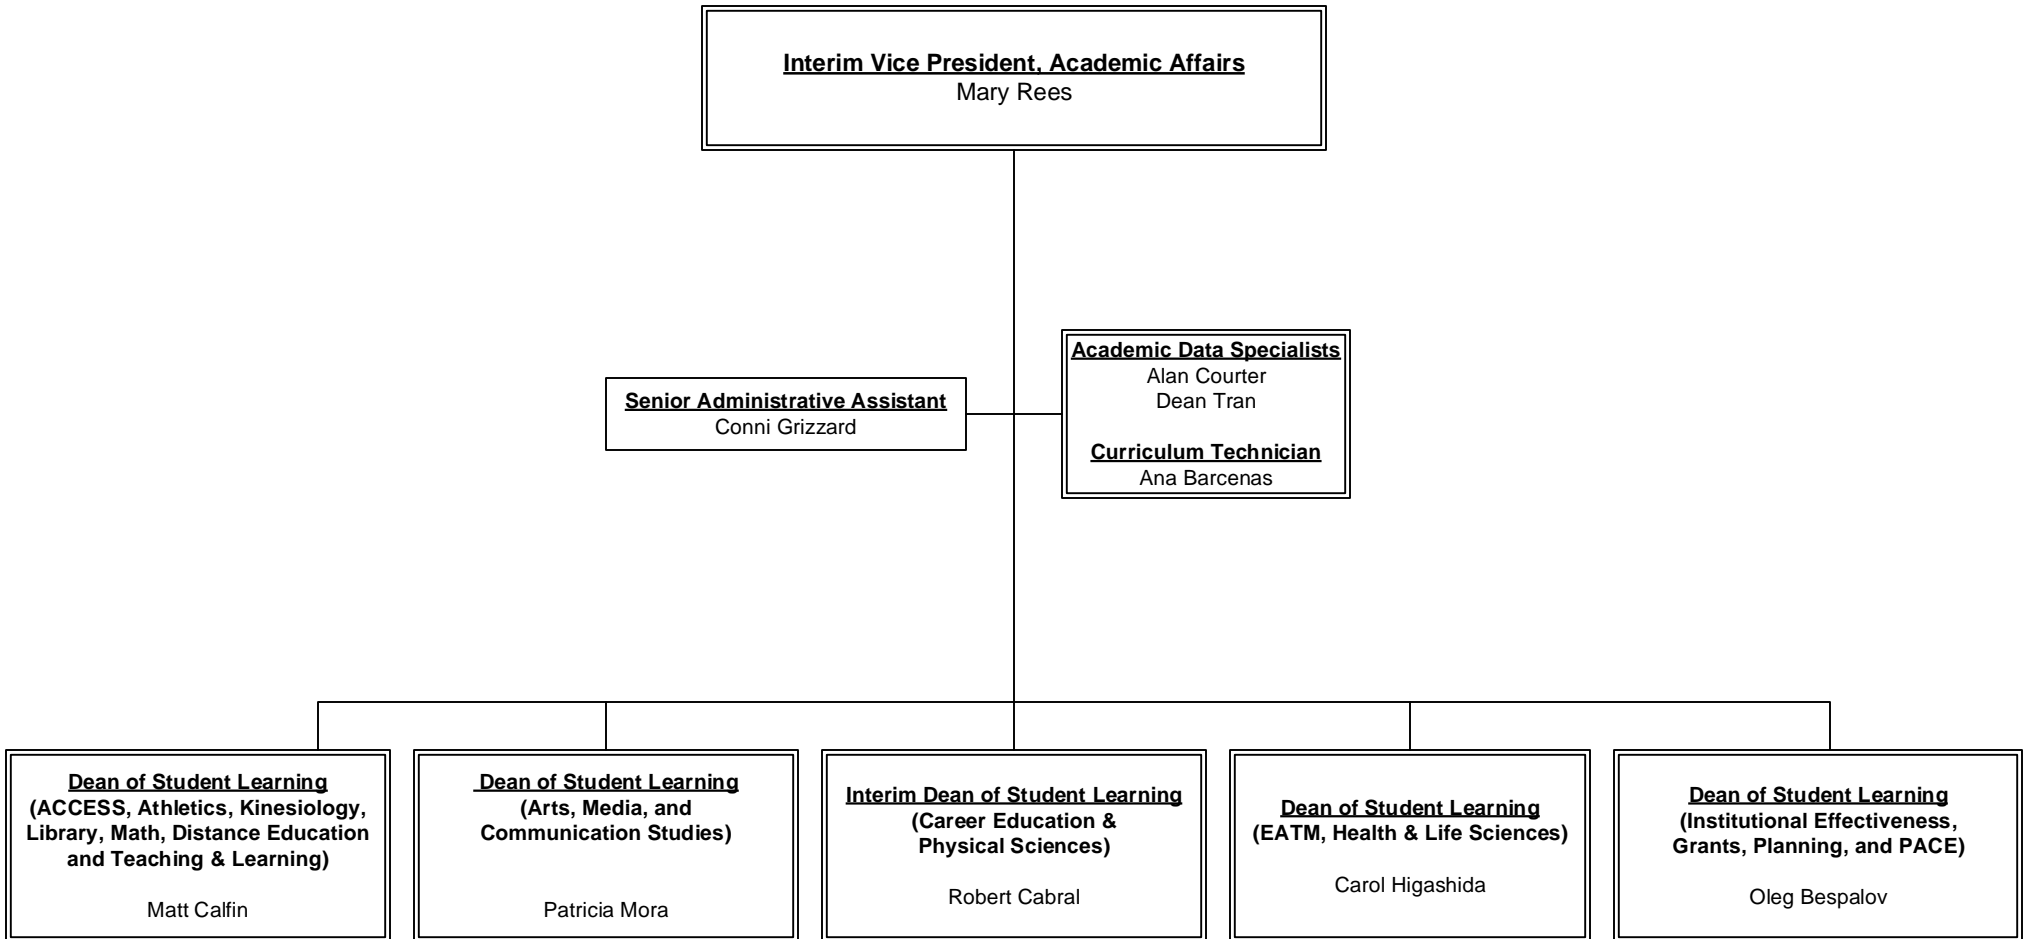 Interim Vice President, Academic Affairs
Mary Rees
Senior Administrative Assistant
Conni Grizzard
Academic Data Specialists
Alan Courter
Dean Tran
Curriculum Technician
Ana Barcenas
Dean of Student Learning
(ACCESS, Athletics, Kinesiology,
Library, Math, Distance Education
and Teaching & Learning)
Matt Calfin
Dean of Student Learning
(Arts, Media, and
Communication Studies)
Patricia Mora
Interim Dean of Student Learning
(Career Education &
Physical Sciences)
Robert Cabral
Dean of Student Learning
(EATM, Health & Life Sciences)
Carol Higashida
Dean of Student Learning
(Institutional Effectiveness,
Grants, Planning, and PACE)
Oleg Bespalov